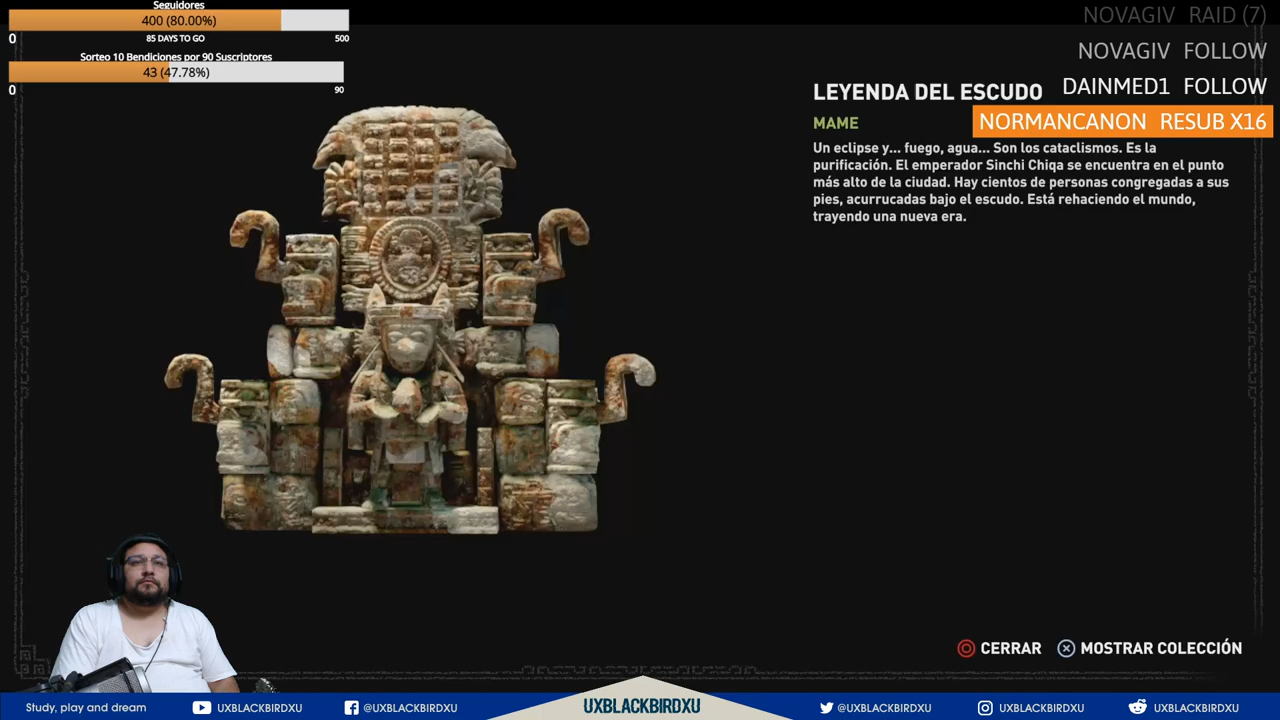 Seguidores
400 (80.00%)
0 85 DAYS TO GO 500
Sorteo 10 Bendiciones por 90 Suscriptores
43 (47.78%)
0 90
NOVAGIV RAID (7)
NOVAGIV FOLLOW
DAINMED1 FOLLOW
NORMANCANON RESUB X16
LEYENDA DEL ESCUDO
MAME
Un eclipse y... fuego, agua... Son los cataclismos. Es la
purificación. El emperador Sinchi Chiqa se encuentra en el punto
más alto de la ciudad. Hay cientos de personas congregadas a sus
pies, acurrucadas bajo el escudo. Está rehaciendo el mundo,
trayendo una nueva era.
CERRAR MOSTRAR COLECCIÓN
Study, play and dream UXBLACKBIRDXU @UXBLACKBIRDXU UXBLACKBIRDXU @UXBLACKBIRDXU UXBLACKBIRDXU UXBLACKBIRDXU